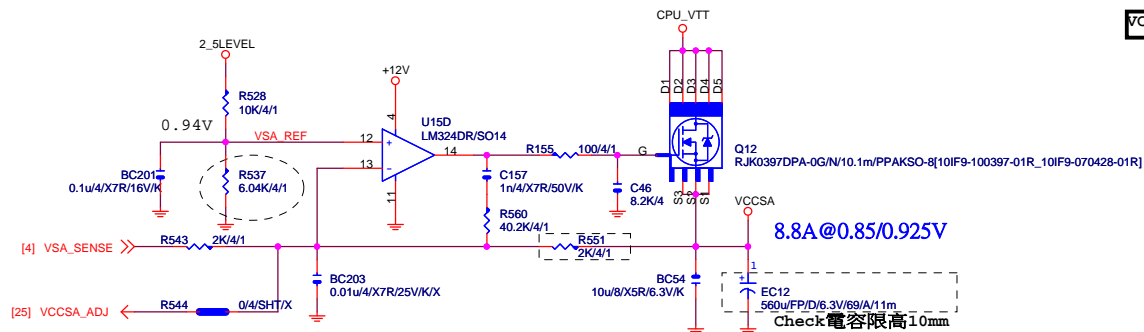 CPU_VTT
VC
2_5LEVEL
+12V
D1
D2
D3
D4
D5
R528
10K/4/1
4
U15D
LM324DR/SO14
0.94V
VSA_REF
12
+
14
R155
100/4/1
G
Q12
RJK0397DPA-0G/N/10.1m/PPAKSO-8[10IF9-100397-01R_10IF9-070428-01R]
13
-
BC201
0.1u/4/X7R/16V/K
R537
6.04K/4/1
11
C157
1n/4/X7R/50V/K
C46
8.2K/4
S3
S2
S1
VCCSA
R560
40.2K/4/1
8.8A@0.85/0.925V
[4] VSA_SENSE
R543
2K/4/1
R551
2K/4/1
BC203
0.01u/4/X7R/25V/K/X
BC54
10u/8/X5R/6.3V/K
1
+
EC12
560u/FP/D/6.3V/69/A/11m
[25] VCCSA_ADJ
R544
0/4/SHT/X
Check電容限高10mm